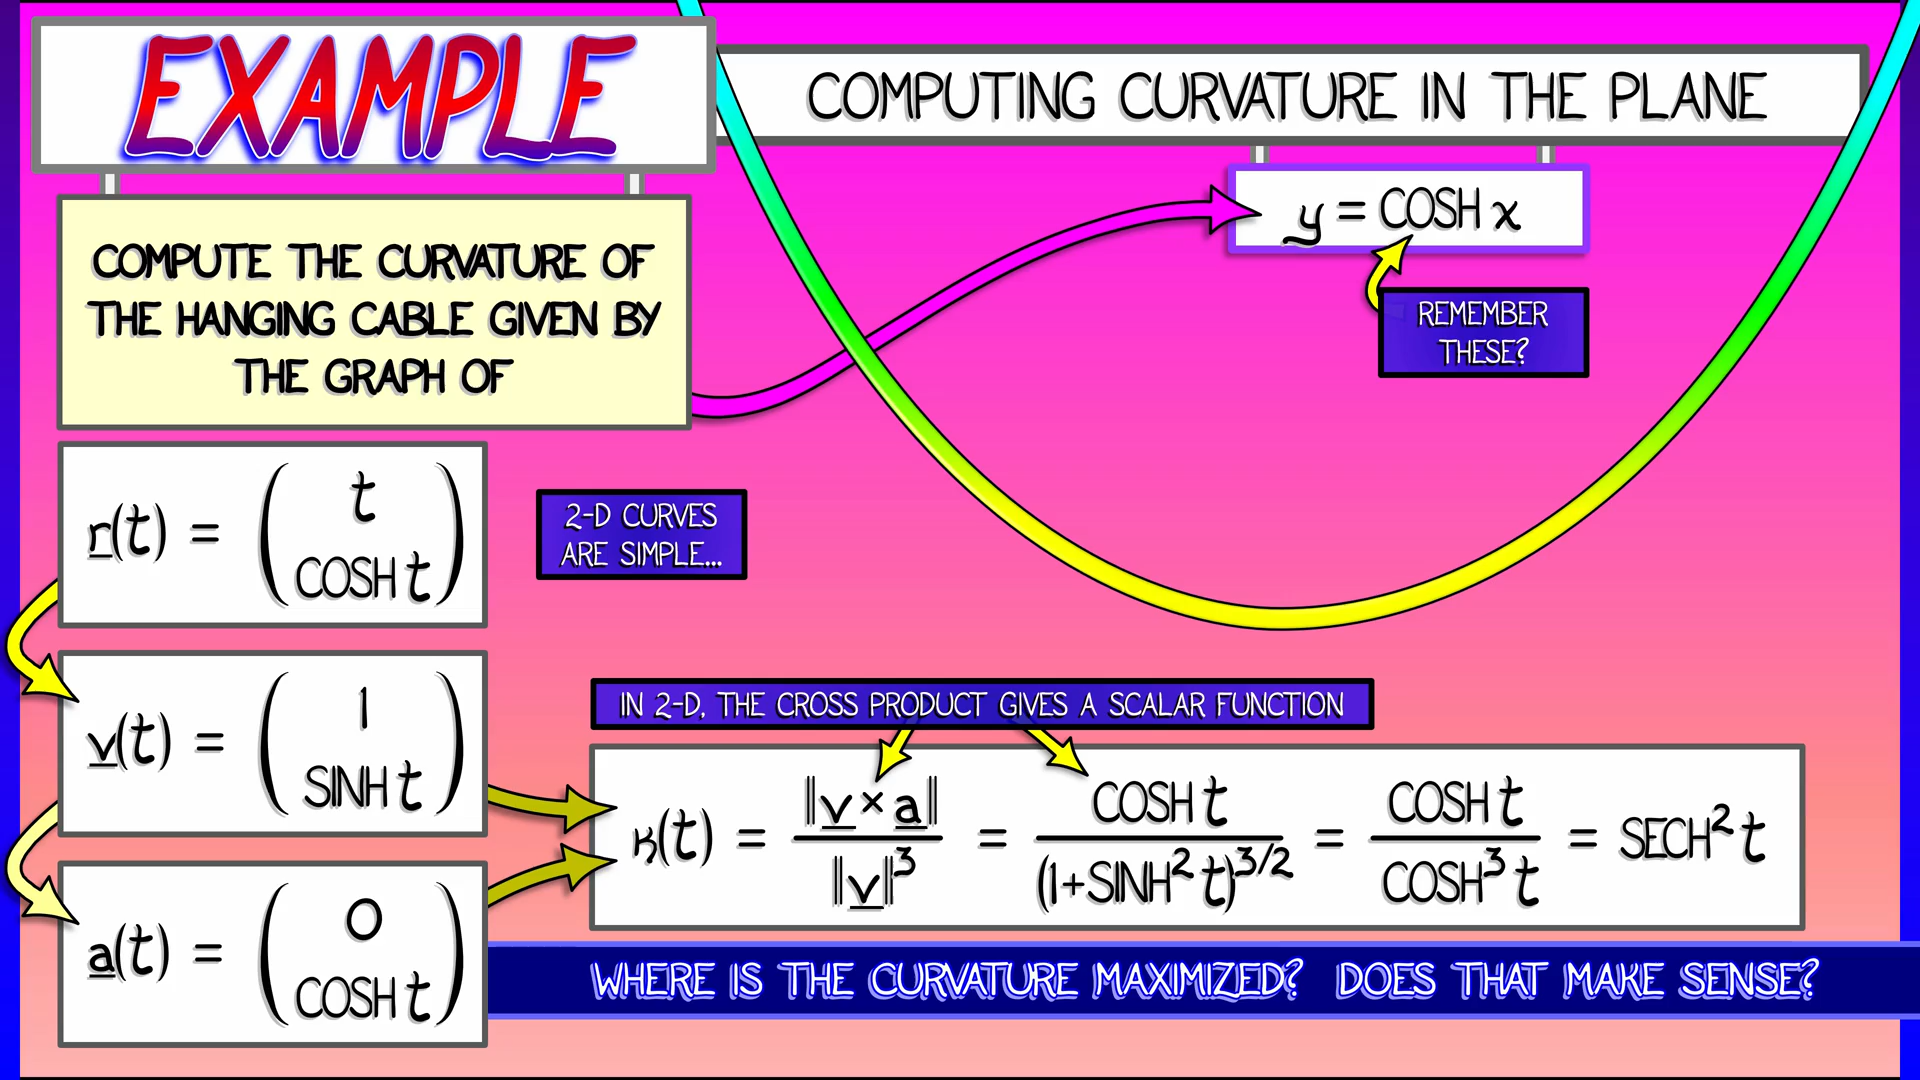 EXAMPLE
COMPUTING CURVATURE IN THE PLANE
COMPUTE THE CURVATURE OF
THE HANGING CABLE GIVEN BY
THE GRAPH OF
y = COSH x
REMEMBER
THESE?
r(t) = ( t
COSH t )
2-D CURVES
ARE SIMPLE...
v(t) = ( 1
SINH t )
IN 2-D, THE CROSS PRODUCT GIVES A SCALAR FUNCTION
κ(t) = ‖v × a‖ / ‖v‖³ = COSH t / (1+SINH² t)^3/2 = COSH t / COSH³ t = SECH² t
a(t) = ( 0
COSH t )
WHERE IS THE CURVATURE MAXIMIZED? DOES THAT MAKE SENSE?